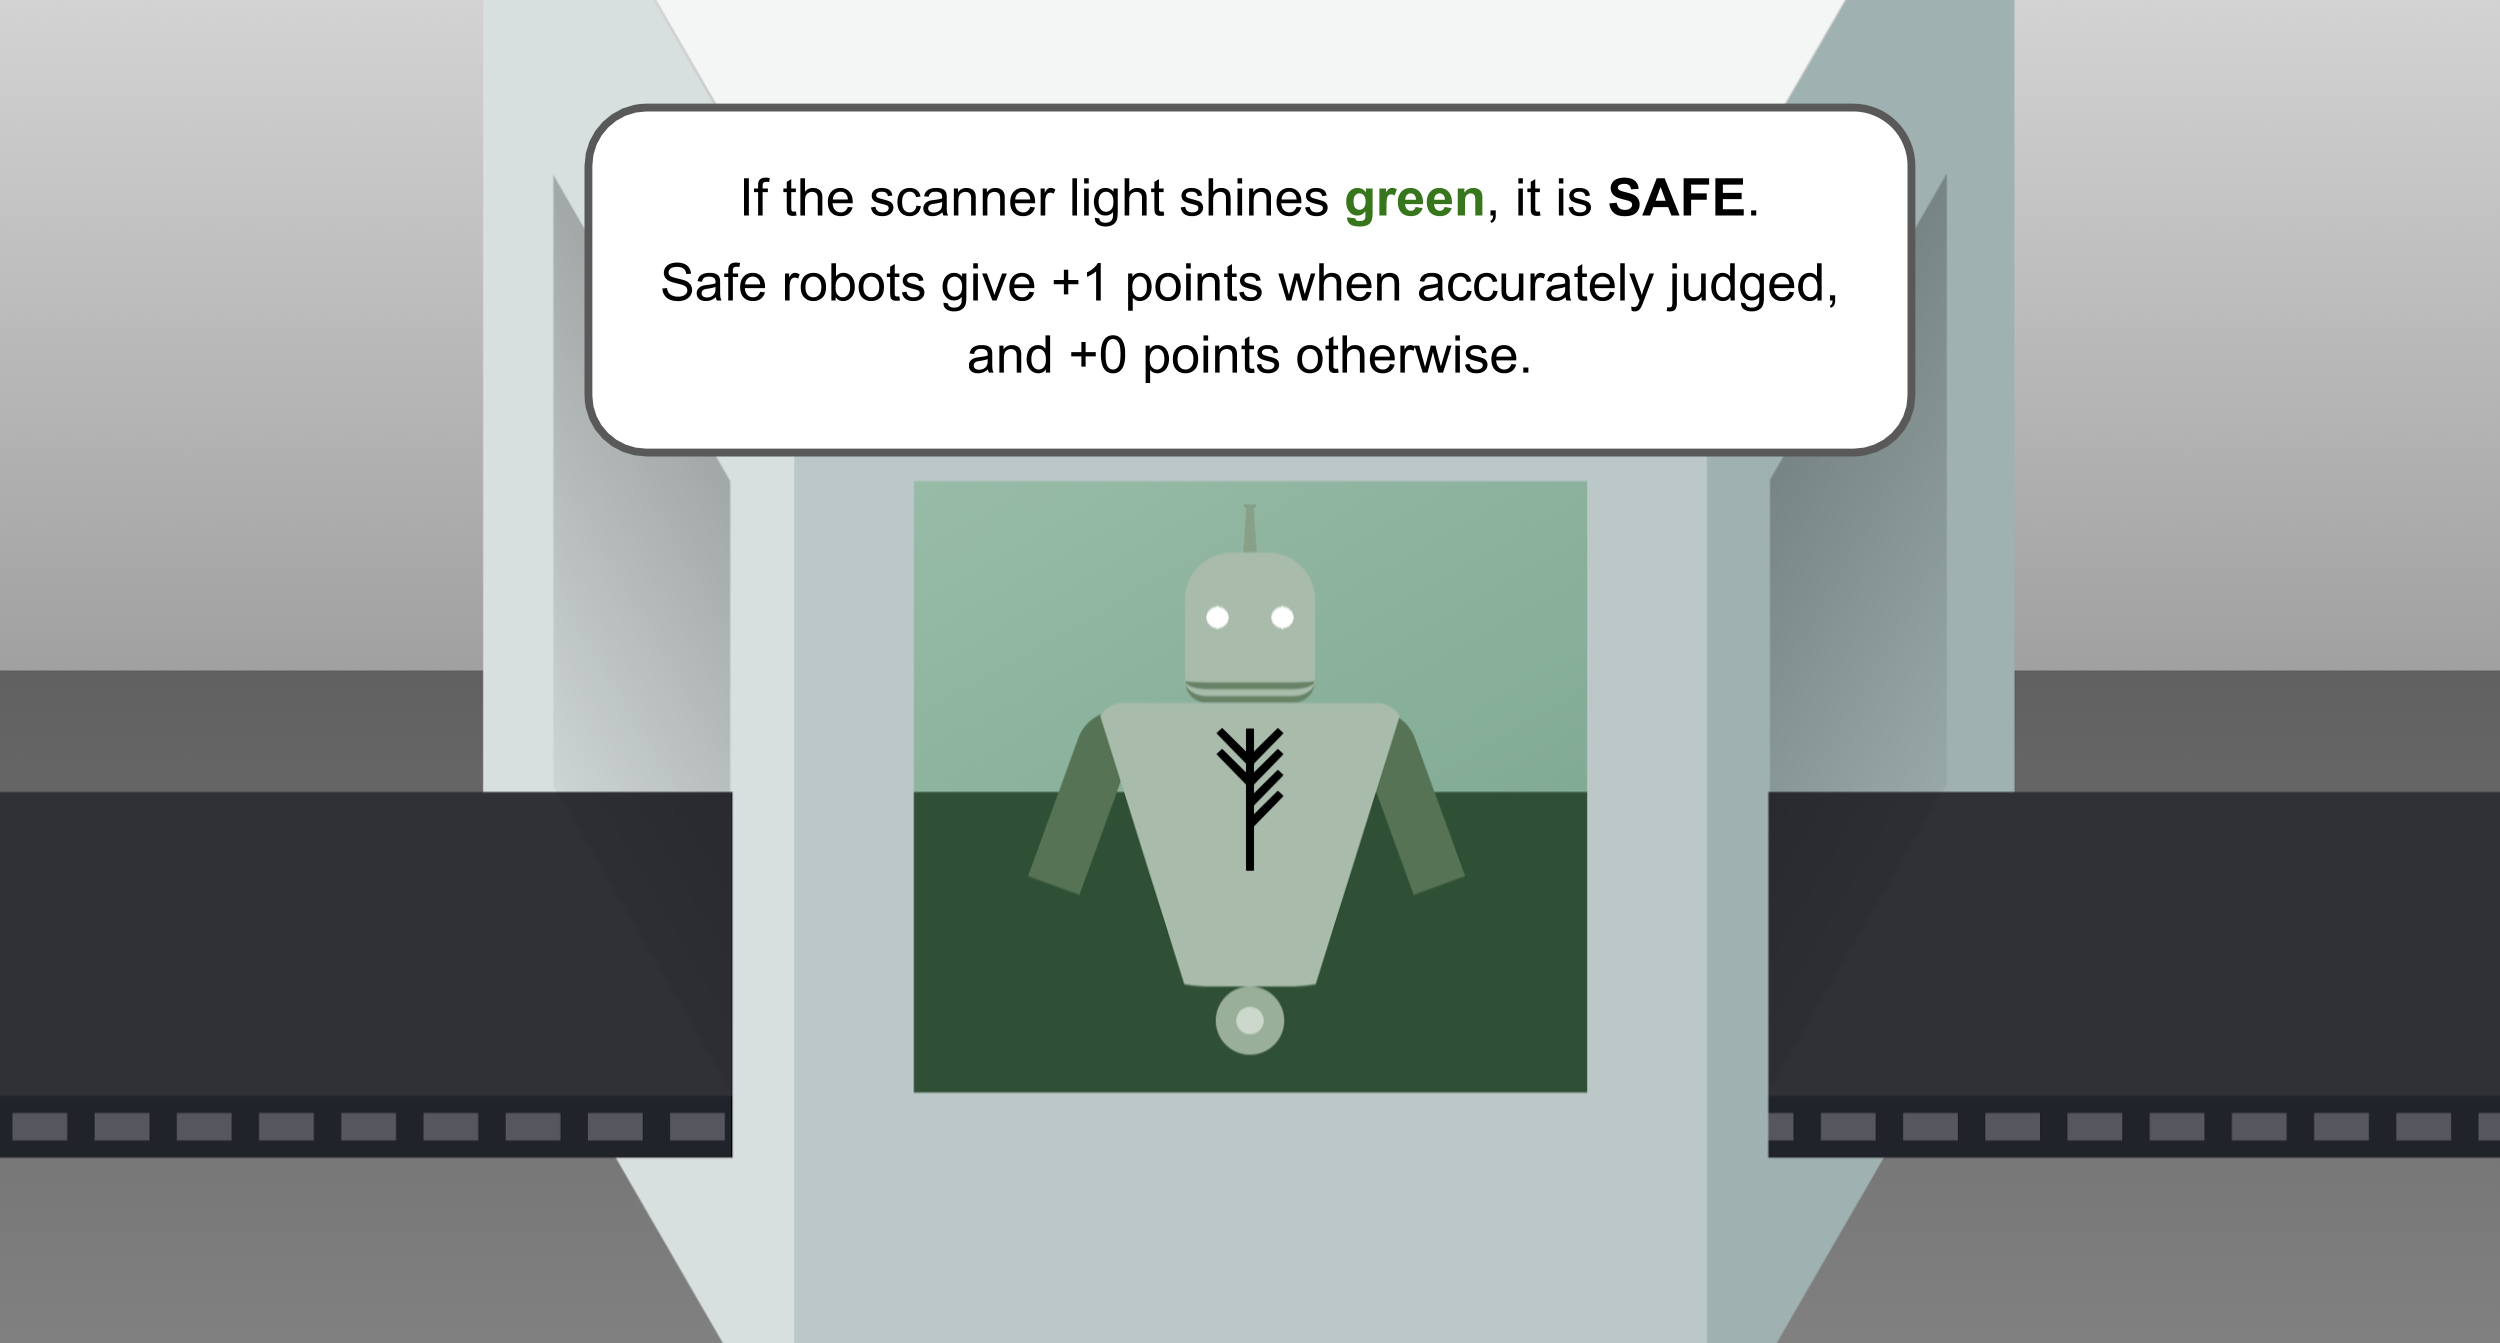 If the scanner light shines green, it is SAFE.
Safe robots give +1 points when accurately judged,
and +0 points otherwise.